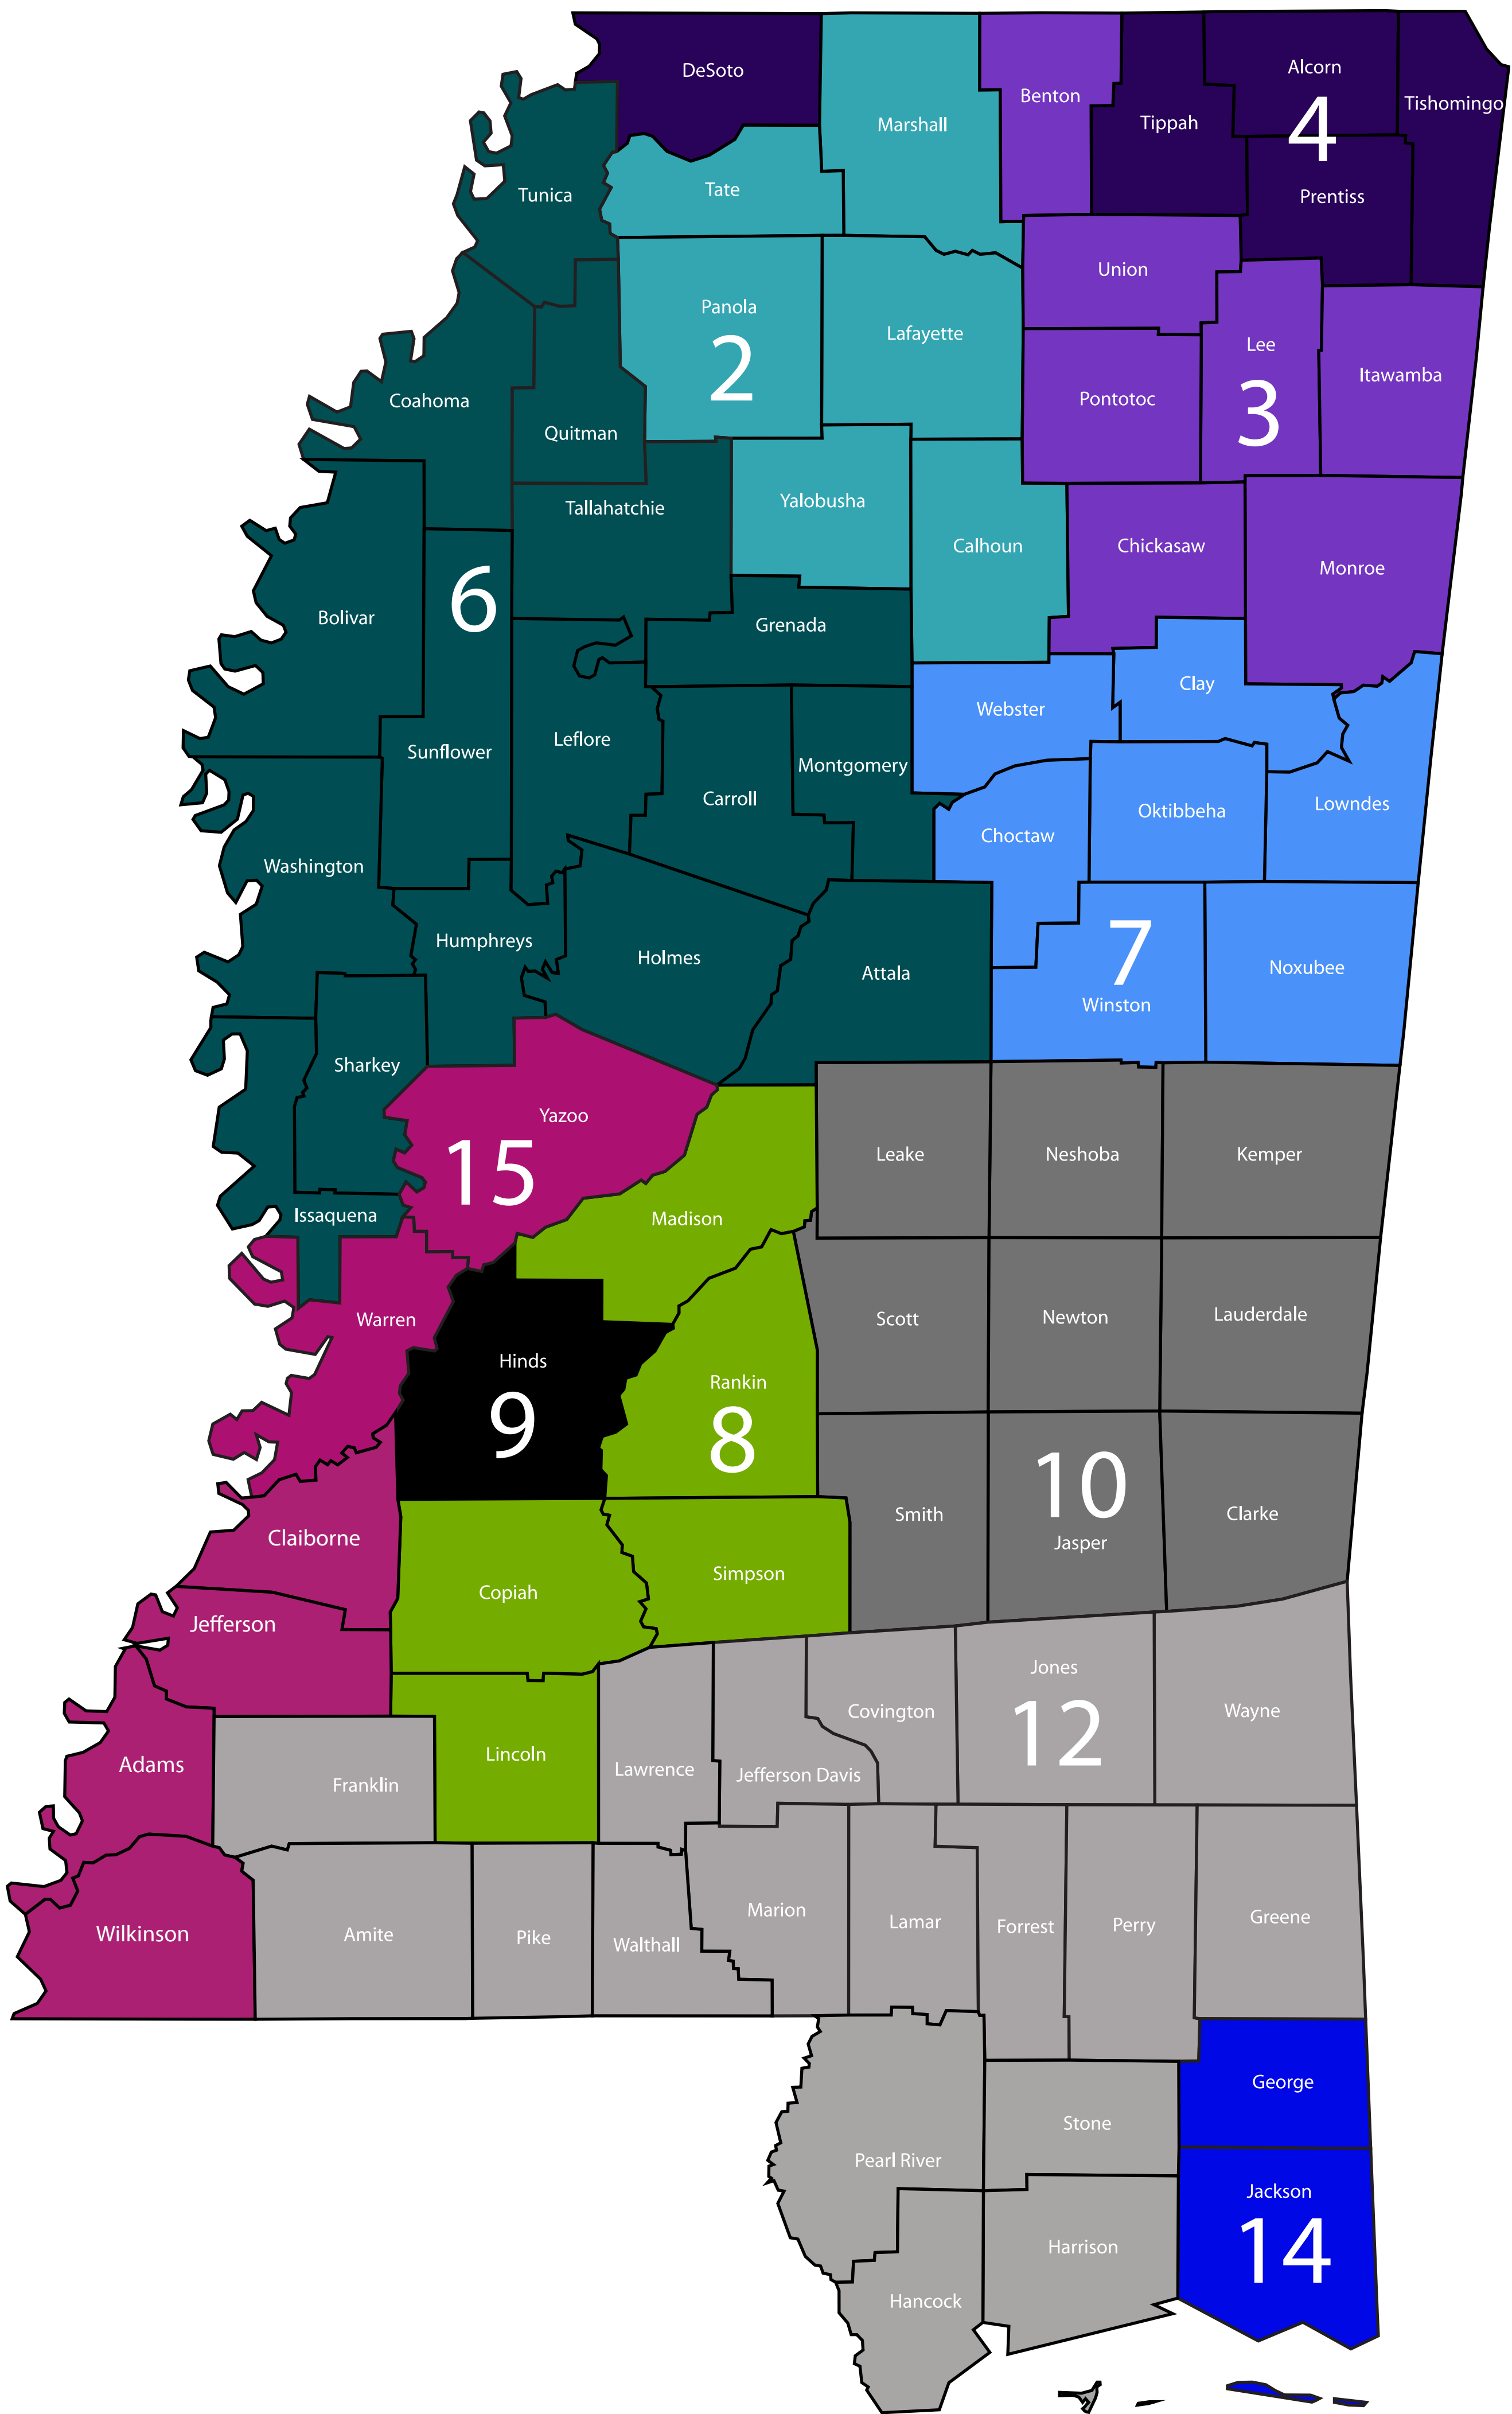 DeSoto
Marshall
Benton
Tippah
Alcorn
4
Tishomingo
Prentiss
Tunica
Tate
Union
Panola
2
Lafayette
Lee
3
Itawamba
Pontotoc
Coahoma
Quitman
Tallahatchie
Yalobusha
Calhoun
Chickasaw
Monroe
6
Bolivar
Grenada
Clay
Webster
Sunflower
Leflore
Montgomery
Carroll
Choctaw
Oktibbeha
Lowndes
Washington
Humphreys
Holmes
Attala
7
Winston
Noxubee
Sharkey
Yazoo
15
Leake
Neshoba
Kemper
Issaquena
Madison
Warren
Scott
Newton
Lauderdale
Hinds
9
Rankin
8
10
Jasper
Smith
Clarke
Claiborne
Copiah
Simpson
Jefferson
Jones
12
Covington
Wayne
Adams
Franklin
Lincoln
Lawrence
Jefferson Davis
Wilkinson
Amite
Pike
Walthall
Marion
Lamar
Forrest
Perry
Greene
George
Stone
Pearl River
Jackson
14
Harrison
Hancock